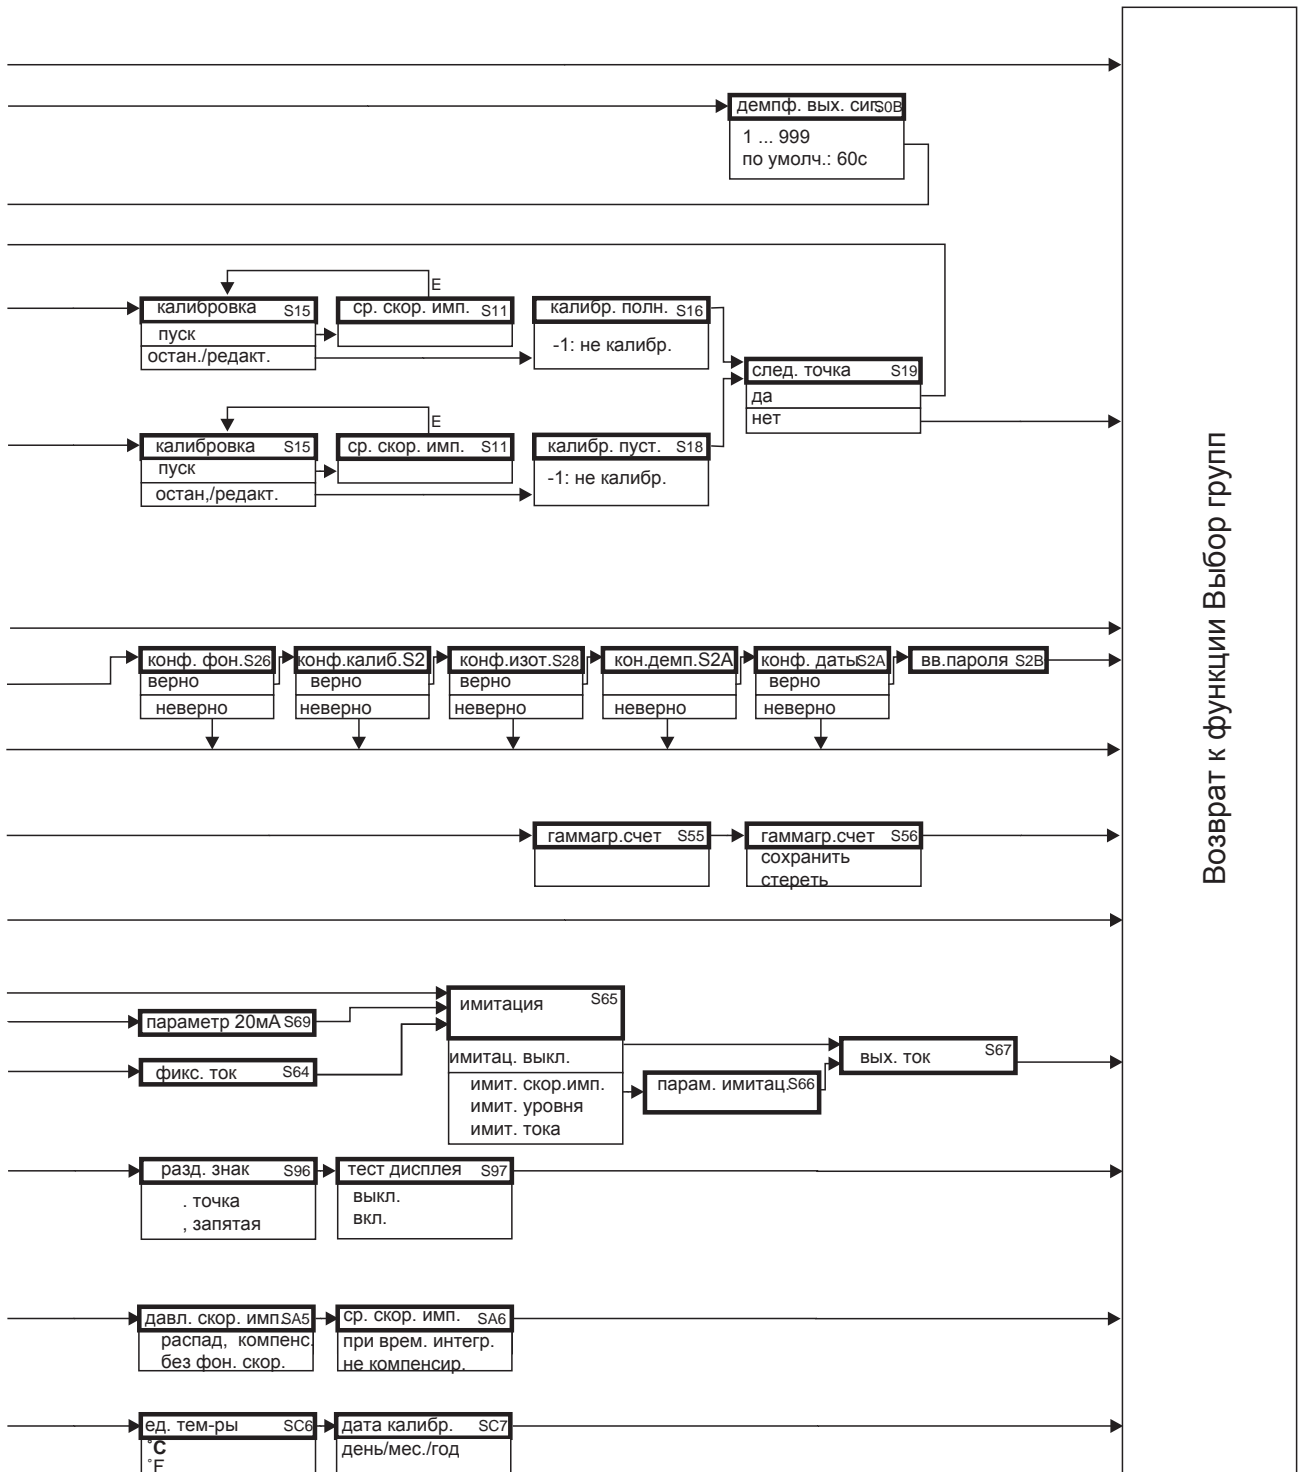 демпф. вых. сиг.S0B
1 ... 999
по умолч.: 60с
E
калибровка S15
пуск
остан./редакт.
ср. скор. имп. S11
калибр. полн. S16
-1: не калибр.
след. точка S19
да
нет
E
калибровка S15
пуск
остан,/редакт.
ср. скор. имп. S11
калибр. пуст. S18
-1: не калибр.
конф. фон.S26
верно
неверно
конф.калиб.S2
верно
неверно
конф.изот.S28
верно
неверно
кон.демп.S2A
неверно
конф. датыS2A
верно
неверно
вв.пароля S2B
гаммагр.счет S55
гаммагр.счет S56
сохранить
стереть
имитация S65
имитац. выкл.
имит. скор.имп.
имит. уровня
имит. тока
параметр 20мА S69
фикс. ток S64
парам. имитац.S66
вых. ток S67
разд. знак S96
. точка
, запятая
тест дисплея S97
выкл.
вкл.
давл. скор. имп.SA5
распад, компенс.
без фон. скор.
ср. скор. имп. SA6
при врем. интегр.
не компенсир.
ед. тем-ры SC6
°C
°F
дата калибр. SC7
день/мес./год
Возврат к функции Выбор групп